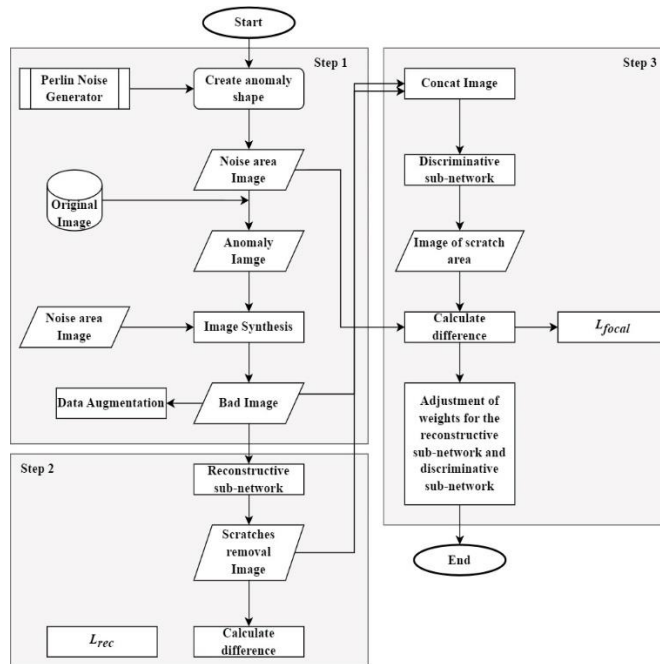 Start
Step 1
Perlin Noise
Generator
Create anomaly
shape
Noise area
Image
Original
Image
Anomaly
Iamge
Noise area
Image
Image Synthesis
Data Augmentation
Bad Image
Step 2
Reconstructive
sub-network
Scratches
removal
Image
L_rec
Calculate
difference
Step 3
Concat Image
Discriminative
sub-network
Image of scratch
area
Calculate
difference
L_focal
Adjustment of
weights for the
reconstructive
sub-network and
discriminative
sub-network
End